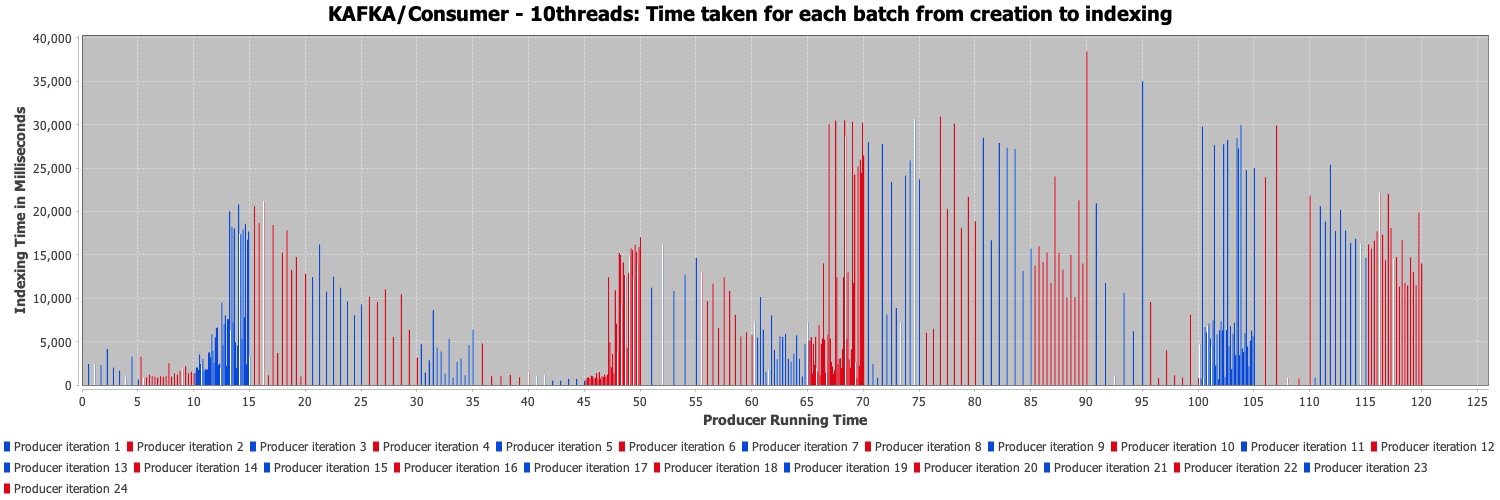 KAFKA/Consumer - 10threads: Time taken for each batch from creation to indexing
40,000
35,000
30,000
25,000
20,000
15,000
10,000
5,000
0
Indexing Time in Milliseconds
0 5 10 15 20 25 30 35 40 45 50 55 60 65 70 75 80 85 90 95 100 105 110 115 120 125
Producer Running Time
Producer iteration 1 Producer iteration 2 Producer iteration 3 Producer iteration 4 Producer iteration 5 Producer iteration 6 Producer iteration 7 Producer iteration 8 Producer iteration 9 Producer iteration 10 Producer iteration 11 Producer iteration 12
Producer iteration 13 Producer iteration 14 Producer iteration 15 Producer iteration 16 Producer iteration 17 Producer iteration 18 Producer iteration 19 Producer iteration 20 Producer iteration 21 Producer iteration 22 Producer iteration 23
Producer iteration 24